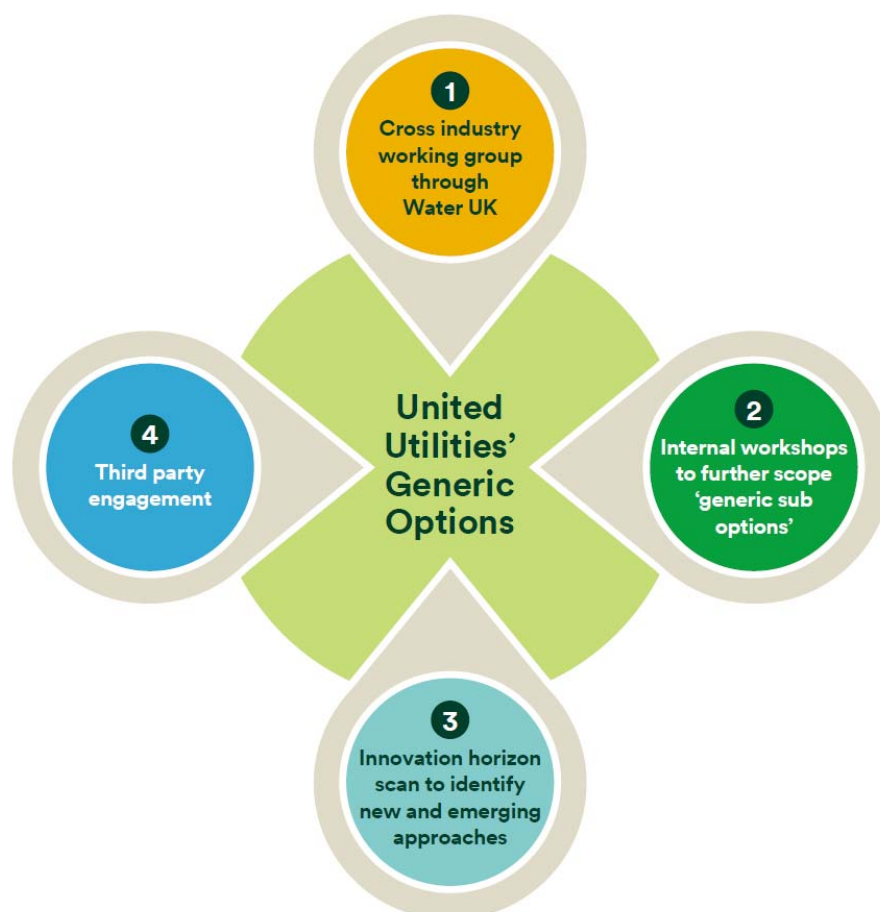 1
Cross industry
working group
through
Water UK
United
Utilities’
Generic
Options
2
Internal workshops
to further scope
‘generic sub
options’
3
Innovation horizon
scan to identify
new and emerging
approaches
4
Third party
engagement